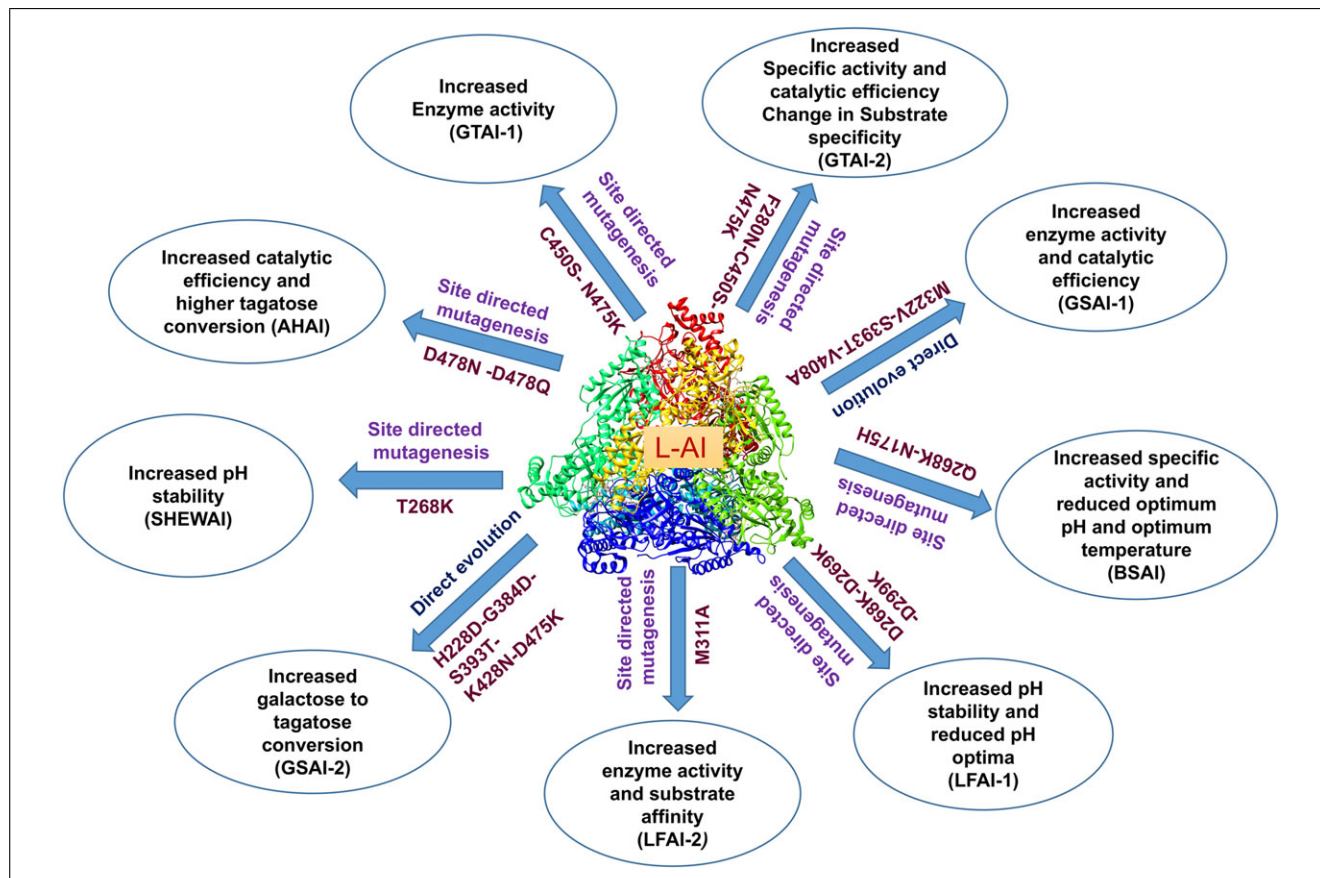 Increased
Enzyme activity
(GTAI-1)
Increased
Specific activity and
catalytic efficiency
Change in Substrate
specificity
(GTAI-2)
Increased
enzyme activity
and catalytic
efficiency
(GSAI-1)
Increased specific
activity and
reduced optimum
pH and optimum
temperature
(BSAI)
Increased pH
stability and
reduced pH
optima
(LFAI-1)
Increased
enzyme activity
and substrate
affinity
(LFAI-2)
Increased
galactose to
tagatose
conversion
(GSAI-2)
Increased pH
stability
(SHEWAI)
Increased catalytic
efficiency and
higher tagatose
conversion (AHAI)
Site directed
mutagenesis
C450S- N475K
F280N-C450S-
N475K
Site directed
mutagenesis
M322V-S393T-V408A
Direct evolution
Q268K-N175H
Site directed
mutagenesis
D268K-D269K
-D299K
Site directed
mutagenesis
Site directed
mutagenesis
M311A
Direct evolution
H228D-G384D-
S393T-
K428N-D475K
Site directed
mutagenesis
T268K
Site directed
mutagenesis
D478N -D478Q
L-AI